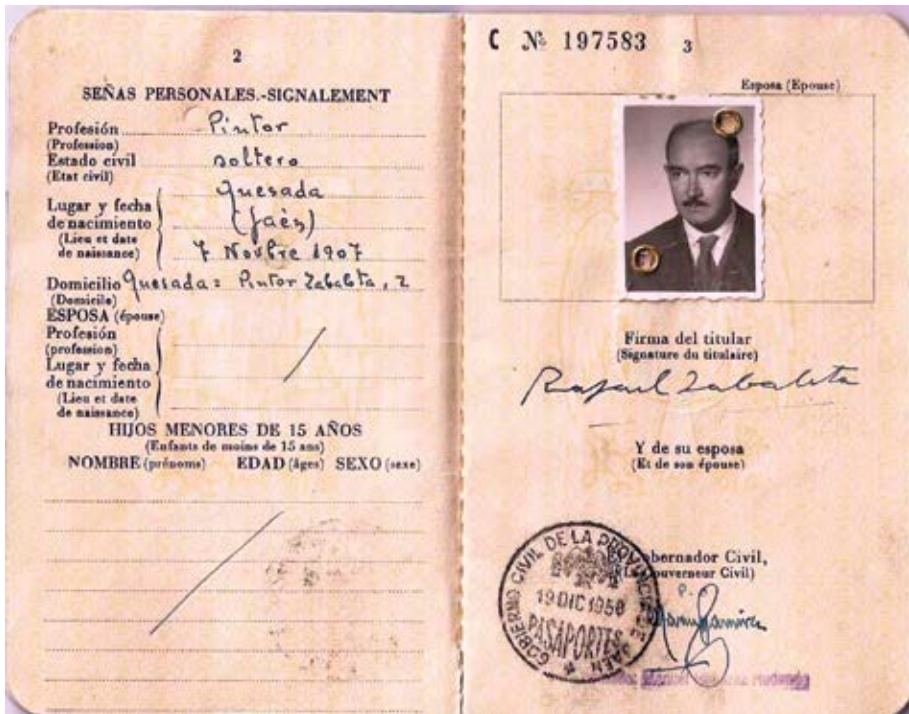 2
SEÑAS PERSONALES.-SIGNALEMENT
Profesión Pintor
(Profession)
Estado civil soltero
(Etat civil)
Lugar y fecha de nacimiento Quesada
(Lieu et date de naissance) (Jaén)
7 Novbre 1907
Domicilio Quesada: Pintor Zabaleta, 2
(Domicile)
ESPOSA (épouse)
Profesión
(profession)
Lugar y fecha
de nacimiento
(Lieu et date
de naissance)
HIJOS MENORES DE 15 AÑOS
(Enfants de moins de 15 ans)
NOMBRE (prénoms) EDAD (âges) SEXO (sexe)
C Nº 197583 3
Esposa (Epouse)
Firma del titular
(Signature du titulaire)
Rafael Zabaleta
Y de su esposa
(Et de son épouse)
El Gobernador Civil,
(Le Gouverneur Civil)
P.
GOBIERNO CIVIL DE LA PROVINCIA DE JAEN
19 DIC 1958
PASAPORTES
Manuel